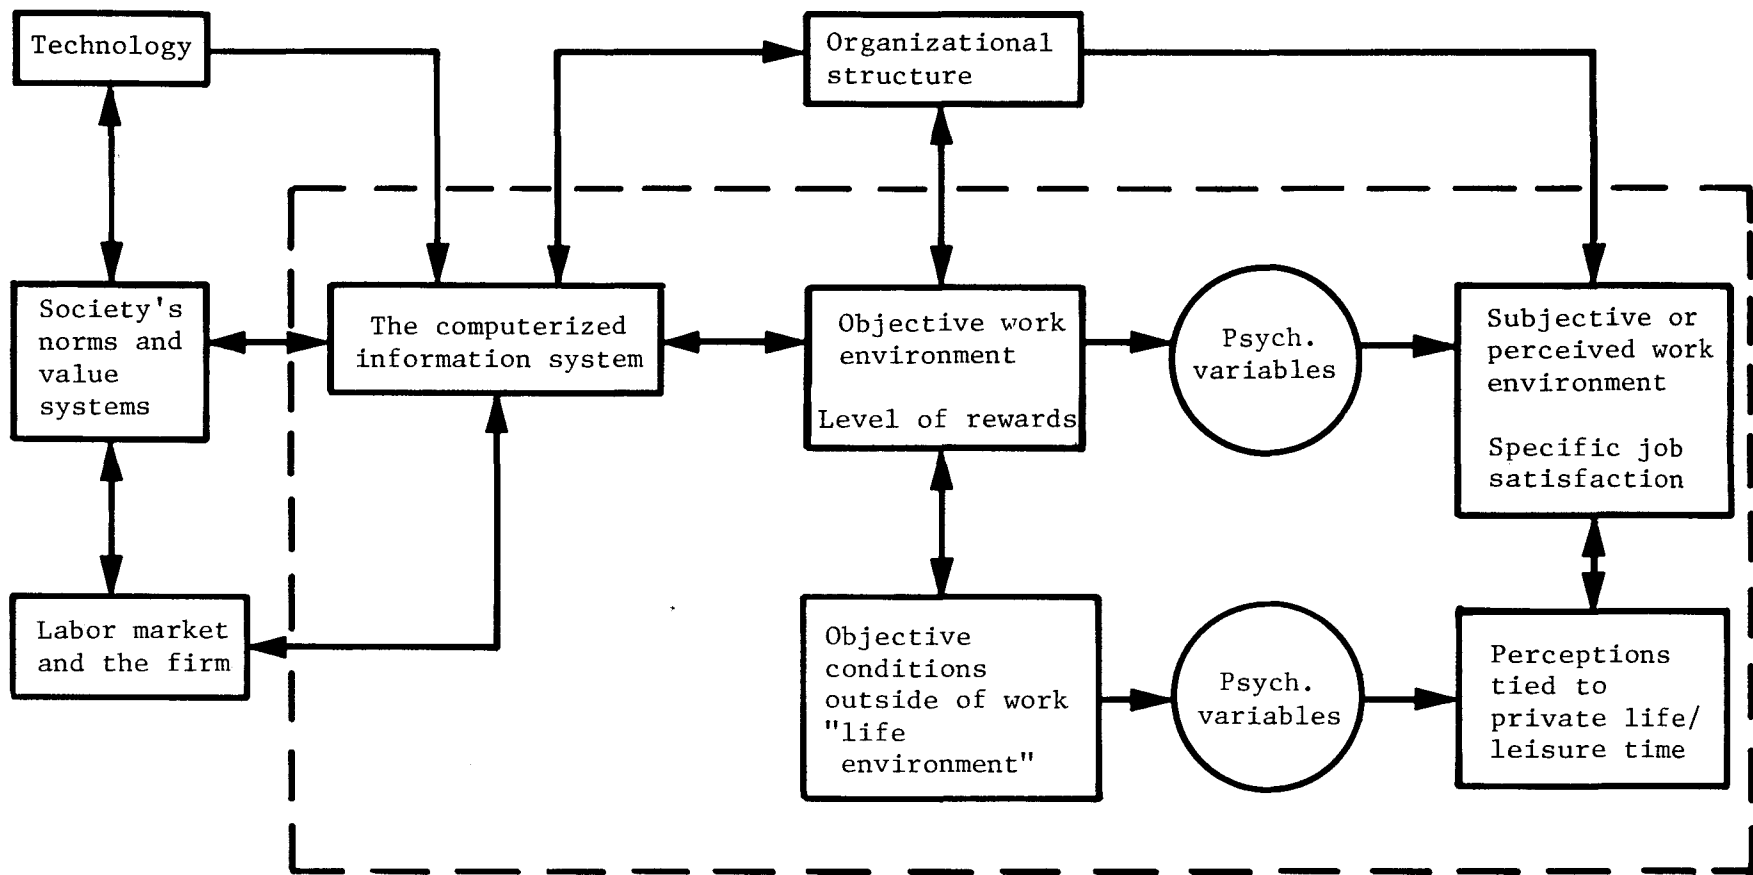 Technology
Organizational
structure
Society's
norms and
value
systems
The computerized
information system
Objective work
environment
Level of rewards
Psych.
variables
Subjective or
perceived work
environment
Specific job
satisfaction
Labor market
and the firm
Objective
conditions
outside of work
"life
environment"
Psych.
variables
Perceptions
tied to
private life/
leisure time